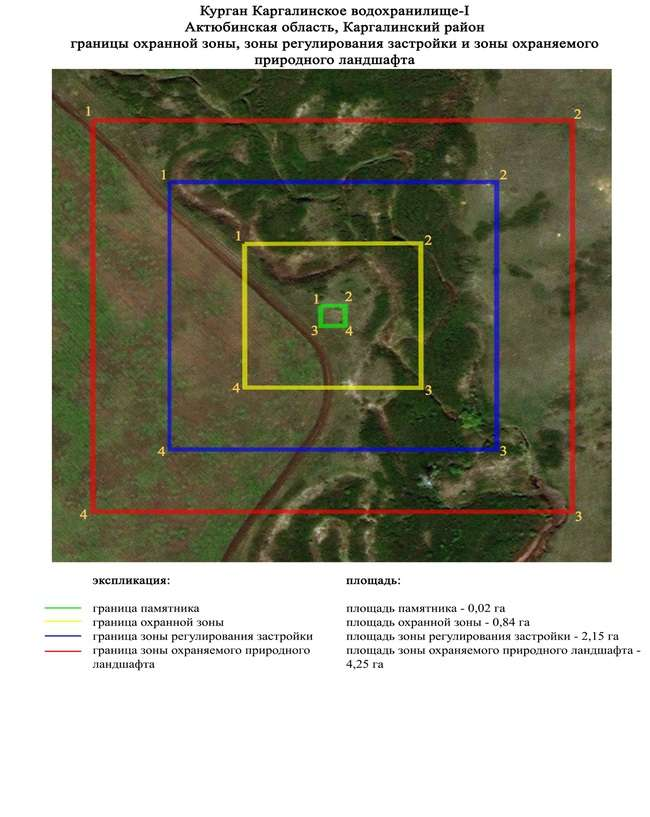 Курган Каргалинское водохранилище-I
Актюбинская область, Каргалинский район
границы охранной зоны, зоны регулирования застройки и зоны охраняемого
природного ландшафта
1 2
1 2
1 2
1 2
3 4
4 3
4 3
4 3
экспликация: площадь:
граница памятника площадь памятника - 0,02 га
граница охранной зоны площадь охранной зоны - 0,84 га
граница зоны регулирования застройки площадь зоны регулирования застройки - 2,15 га
граница зоны охраняемого природного площадь зоны охраняемого природного ландшафта -
ландшафта 4,25 га